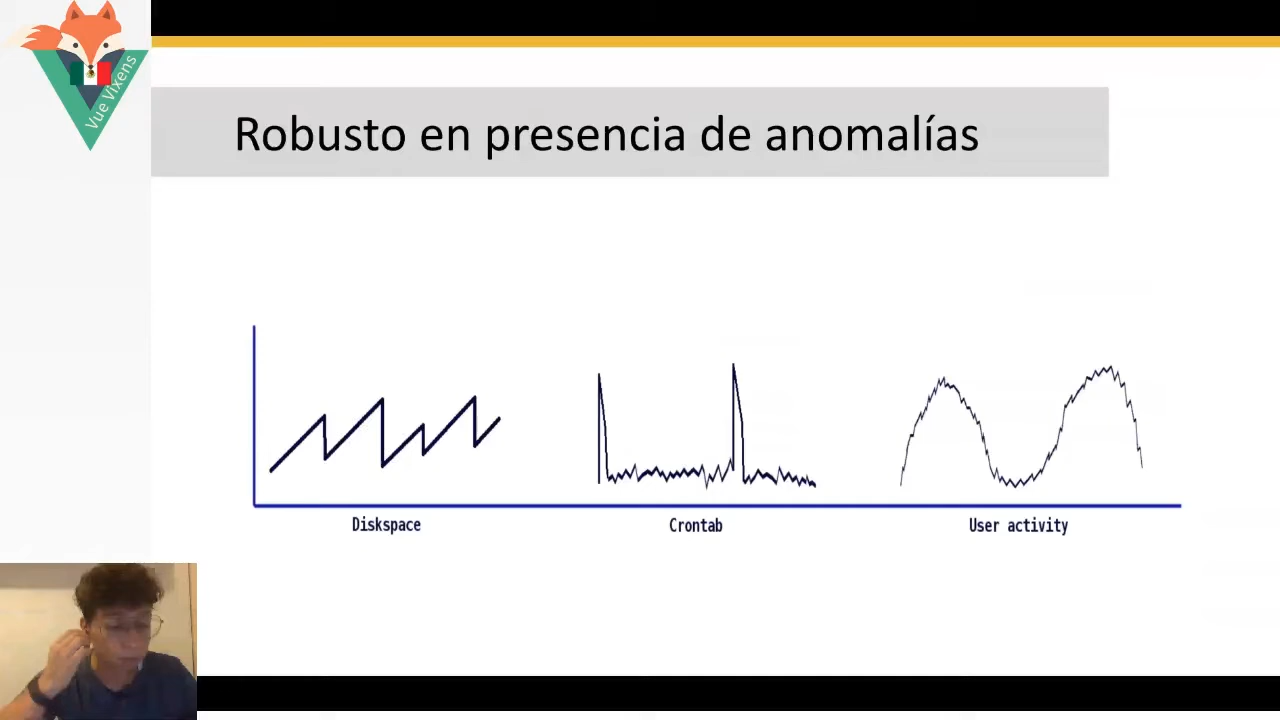 Vue Vixens
Robusto en presencia de anomalías
Diskspace
Crontab
User activity